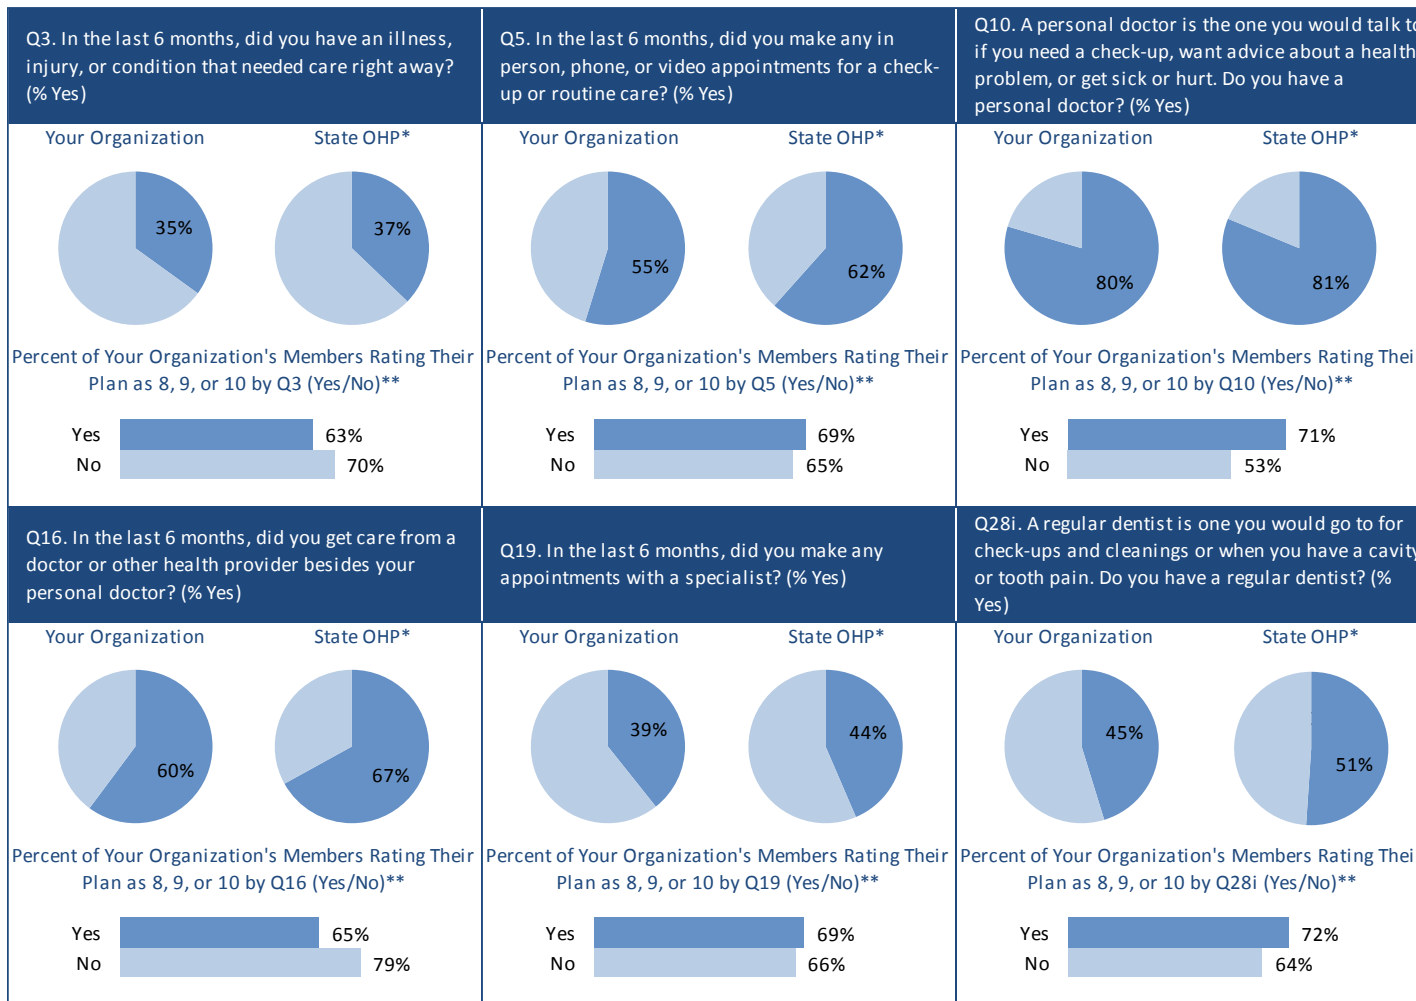 Q3. In the last 6 months, did you have an illness,
injury, or condition that needed care right away?
(% Yes)
Your Organization
State OHP*
35%
37%
Percent of Your Organization's Members Rating Their
Plan as 8, 9, or 10 by Q3 (Yes/No)**
Yes 63%
No 70%
Q5. In the last 6 months, did you make any in
person, phone, or video appointments for a check-
up or routine care? (% Yes)
Your Organization
State OHP*
55%
62%
Percent of Your Organization's Members Rating Their
Plan as 8, 9, or 10 by Q5 (Yes/No)**
Yes 69%
No 65%
Q10. A personal doctor is the one you would talk to
if you need a check-up, want advice about a health
problem, or get sick or hurt. Do you have a
personal doctor? (% Yes)
Your Organization
State OHP*
80%
81%
Percent of Your Organization's Members Rating Thei
Plan as 8, 9, or 10 by Q10 (Yes/No)**
Yes 71%
No 53%
Q16. In the last 6 months, did you get care from a
doctor or other health provider besides your
personal doctor? (% Yes)
Your Organization
State OHP*
60%
67%
Percent of Your Organization's Members Rating Their
Plan as 8, 9, or 10 by Q16 (Yes/No)**
Yes 65%
No 79%
Q19. In the last 6 months, did you make any
appointments with a specialist? (% Yes)
Your Organization
State OHP*
39%
44%
Percent of Your Organization's Members Rating Their
Plan as 8, 9, or 10 by Q19 (Yes/No)**
Yes 69%
No 66%
Q28i. A regular dentist is one you would go to for
check-ups and cleanings or when you have a cavity
or tooth pain. Do you have a regular dentist? (%
Yes)
Your Organization
State OHP*
45%
51%
Percent of Your Organization's Members Rating Thei
Plan as 8, 9, or 10 by Q28i (Yes/No)**
Yes 72%
No 64%